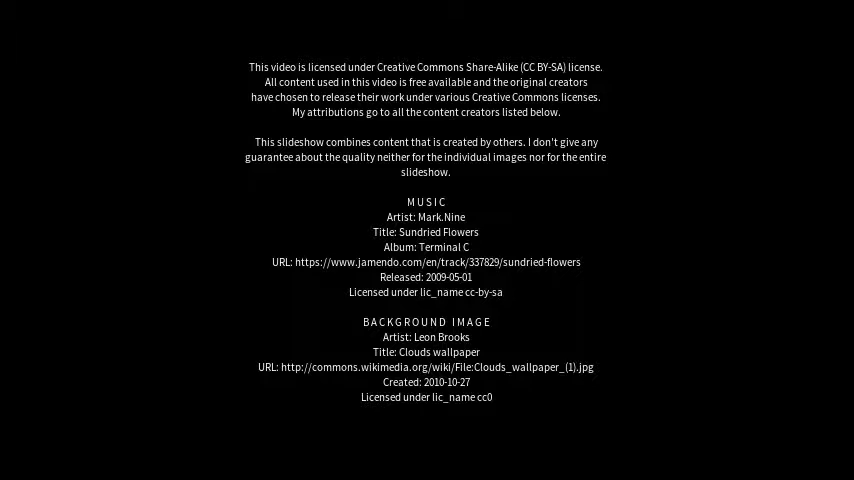 This video is licensed under Creative Commons Share-Alike (CC BY-SA) license.
All content used in this video is free available and the original creators
have chosen to release their work under various Creative Commons licenses.
My attributions go to all the content creators listed below.
This slideshow combines content that is created by others. I don't give any
guarantee about the quality neither for the individual images nor for the entire
slideshow.
MUSIC
Artist: Mark.Nine
Title: Sundried Flowers
Album: Terminal C
URL: https://www.jamendo.com/en/track/337829/sundried-flowers
Released: 2009-05-01
Licensed under lic_name cc-by-sa
BACKGROUND IMAGE
Artist: Leon Brooks
Title: Clouds wallpaper
URL: http://commons.wikimedia.org/wiki/File:Clouds_wallpaper_(1).jpg
Created: 2010-10-27
Licensed under lic_name cc0